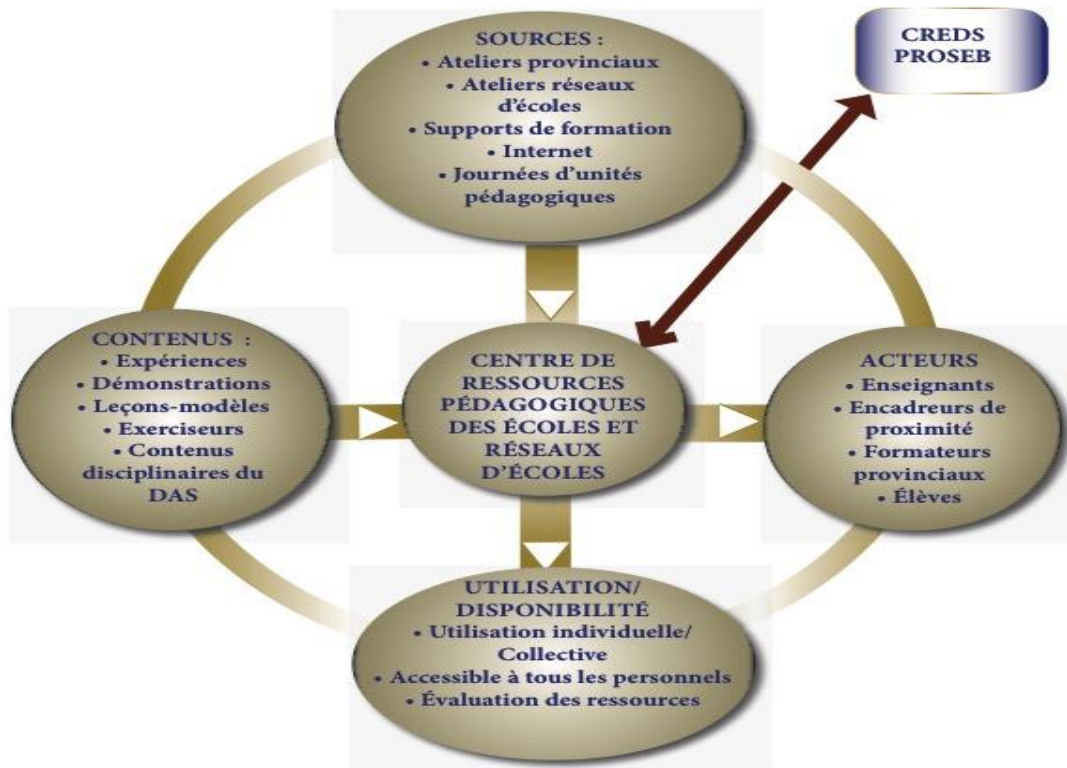 CREDS
PROSEB
SOURCES :
• Ateliers provinciaux
• Ateliers réseaux
d'écoles
• Supports de formation
• Internet
• Journées d'unités
pédagogiques
CONTENUS :
• Expériences
• Démonstrations
• Leçons-modèles
• Exerciseurs
• Contenus
disciplinaires du
DAS
CENTRE DE
RESSOURCES
PÉDAGOGIQUES
DES ÉCOLES ET
RÉSEAUX
D'ÉCOLES
ACTEURS
• Enseignants
• Encadreurs de
proximité
• Formateurs
provinciaux
• Élèves
UTILISATION/
DISPONIBILITÉ
• Utilisation individuelle/
Collective
• Accessible à tous les personnels
• Évaluation des ressources